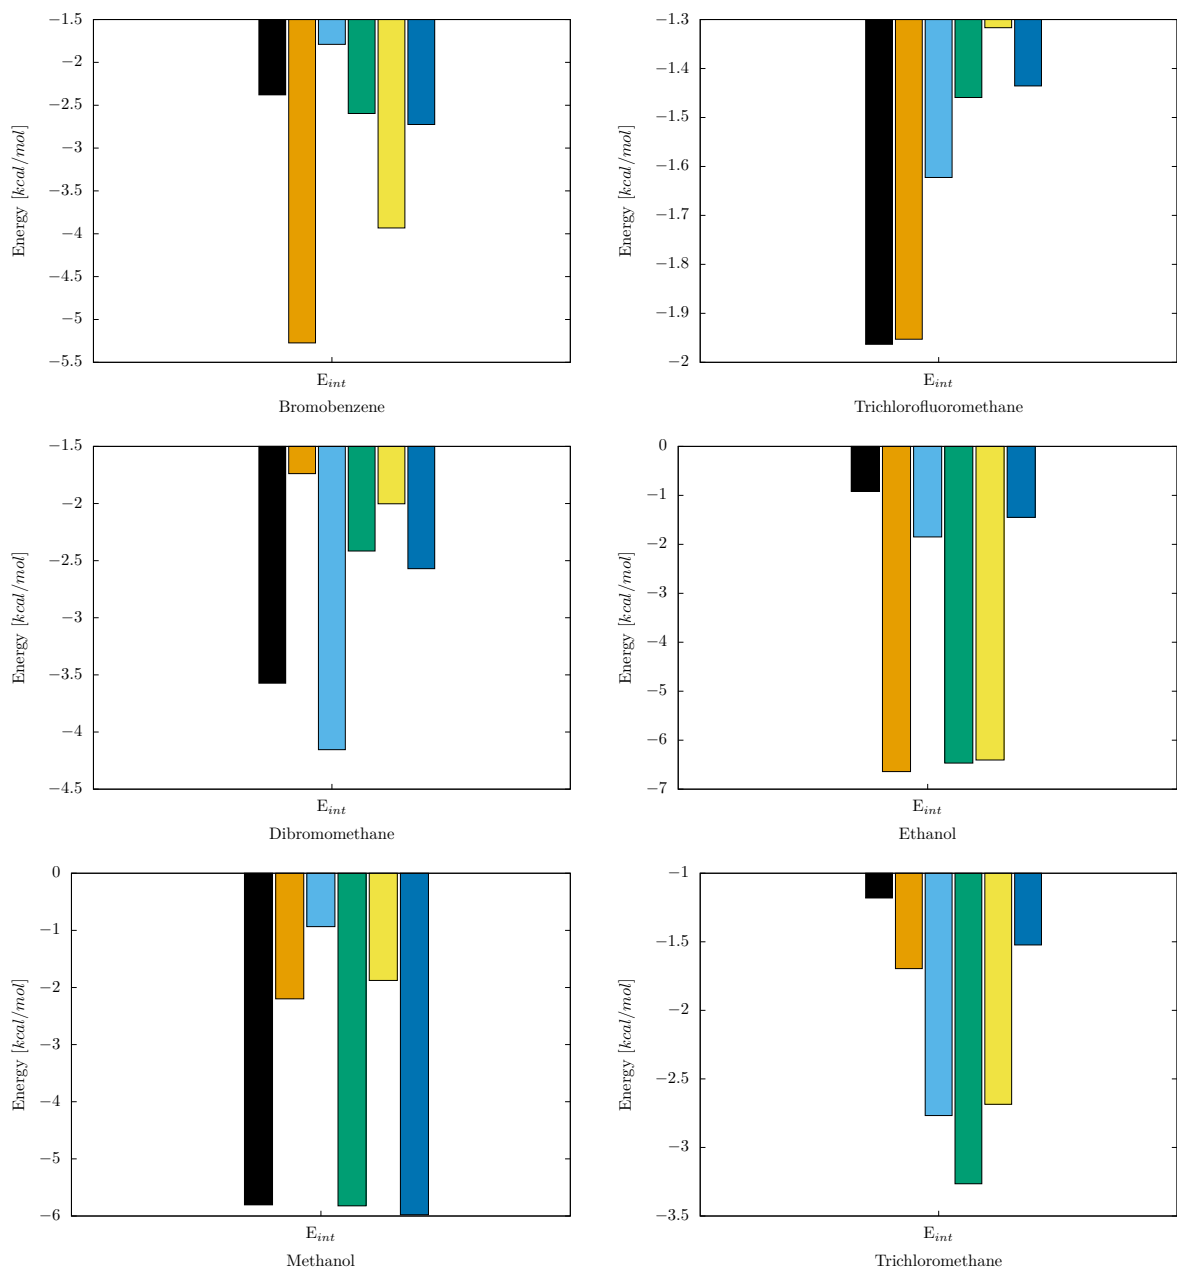 −1.5
−2
−2.5
−3
−3.5
−4
−4.5
−5
−5.5
Energy [kcal/mol]
E_int
Bromobenzene
−1.3
−1.4
−1.5
−1.6
−1.7
−1.8
−1.9
−2
Energy [kcal/mol]
E_int
Trichlorofluoromethane
−1.5
−2
−2.5
−3
−3.5
−4
−4.5
Energy [kcal/mol]
E_int
Dibromomethane
0
−1
−2
−3
−4
−5
−6
−7
Energy [kcal/mol]
E_int
Ethanol
0
−1
−2
−3
−4
−5
−6
Energy [kcal/mol]
E_int
Methanol
−1
−1.5
−2
−2.5
−3
−3.5
Energy [kcal/mol]
E_int
Trichloromethane